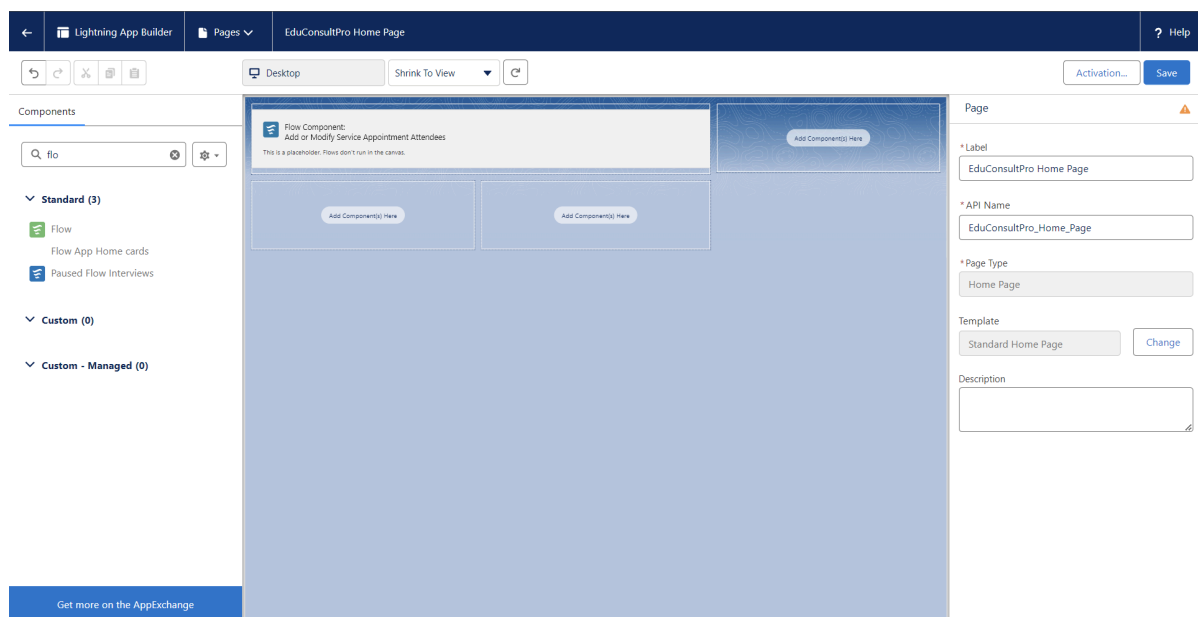 Lightning App Builder
Pages
EduConsultPro Home Page
? Help
Desktop
Shrink To View
Activation...
Save
Components
flo
Standard (3)
Flow
Flow App Home cards
Paused Flow Interviews
Custom (0)
Custom - Managed (0)
Get more on the AppExchange
Flow Component:
Add or Modify Service Appointment Attendees
This is a placeholder. Flows don't run in the canvas.
Add Component(s) Here
Add Component(s) Here
Add Component(s) Here
Page
*Label
EduConsultPro Home Page
*API Name
EduConsultPro_Home_Page
*Page Type
Home Page
Template
Standard Home Page
Change
Description